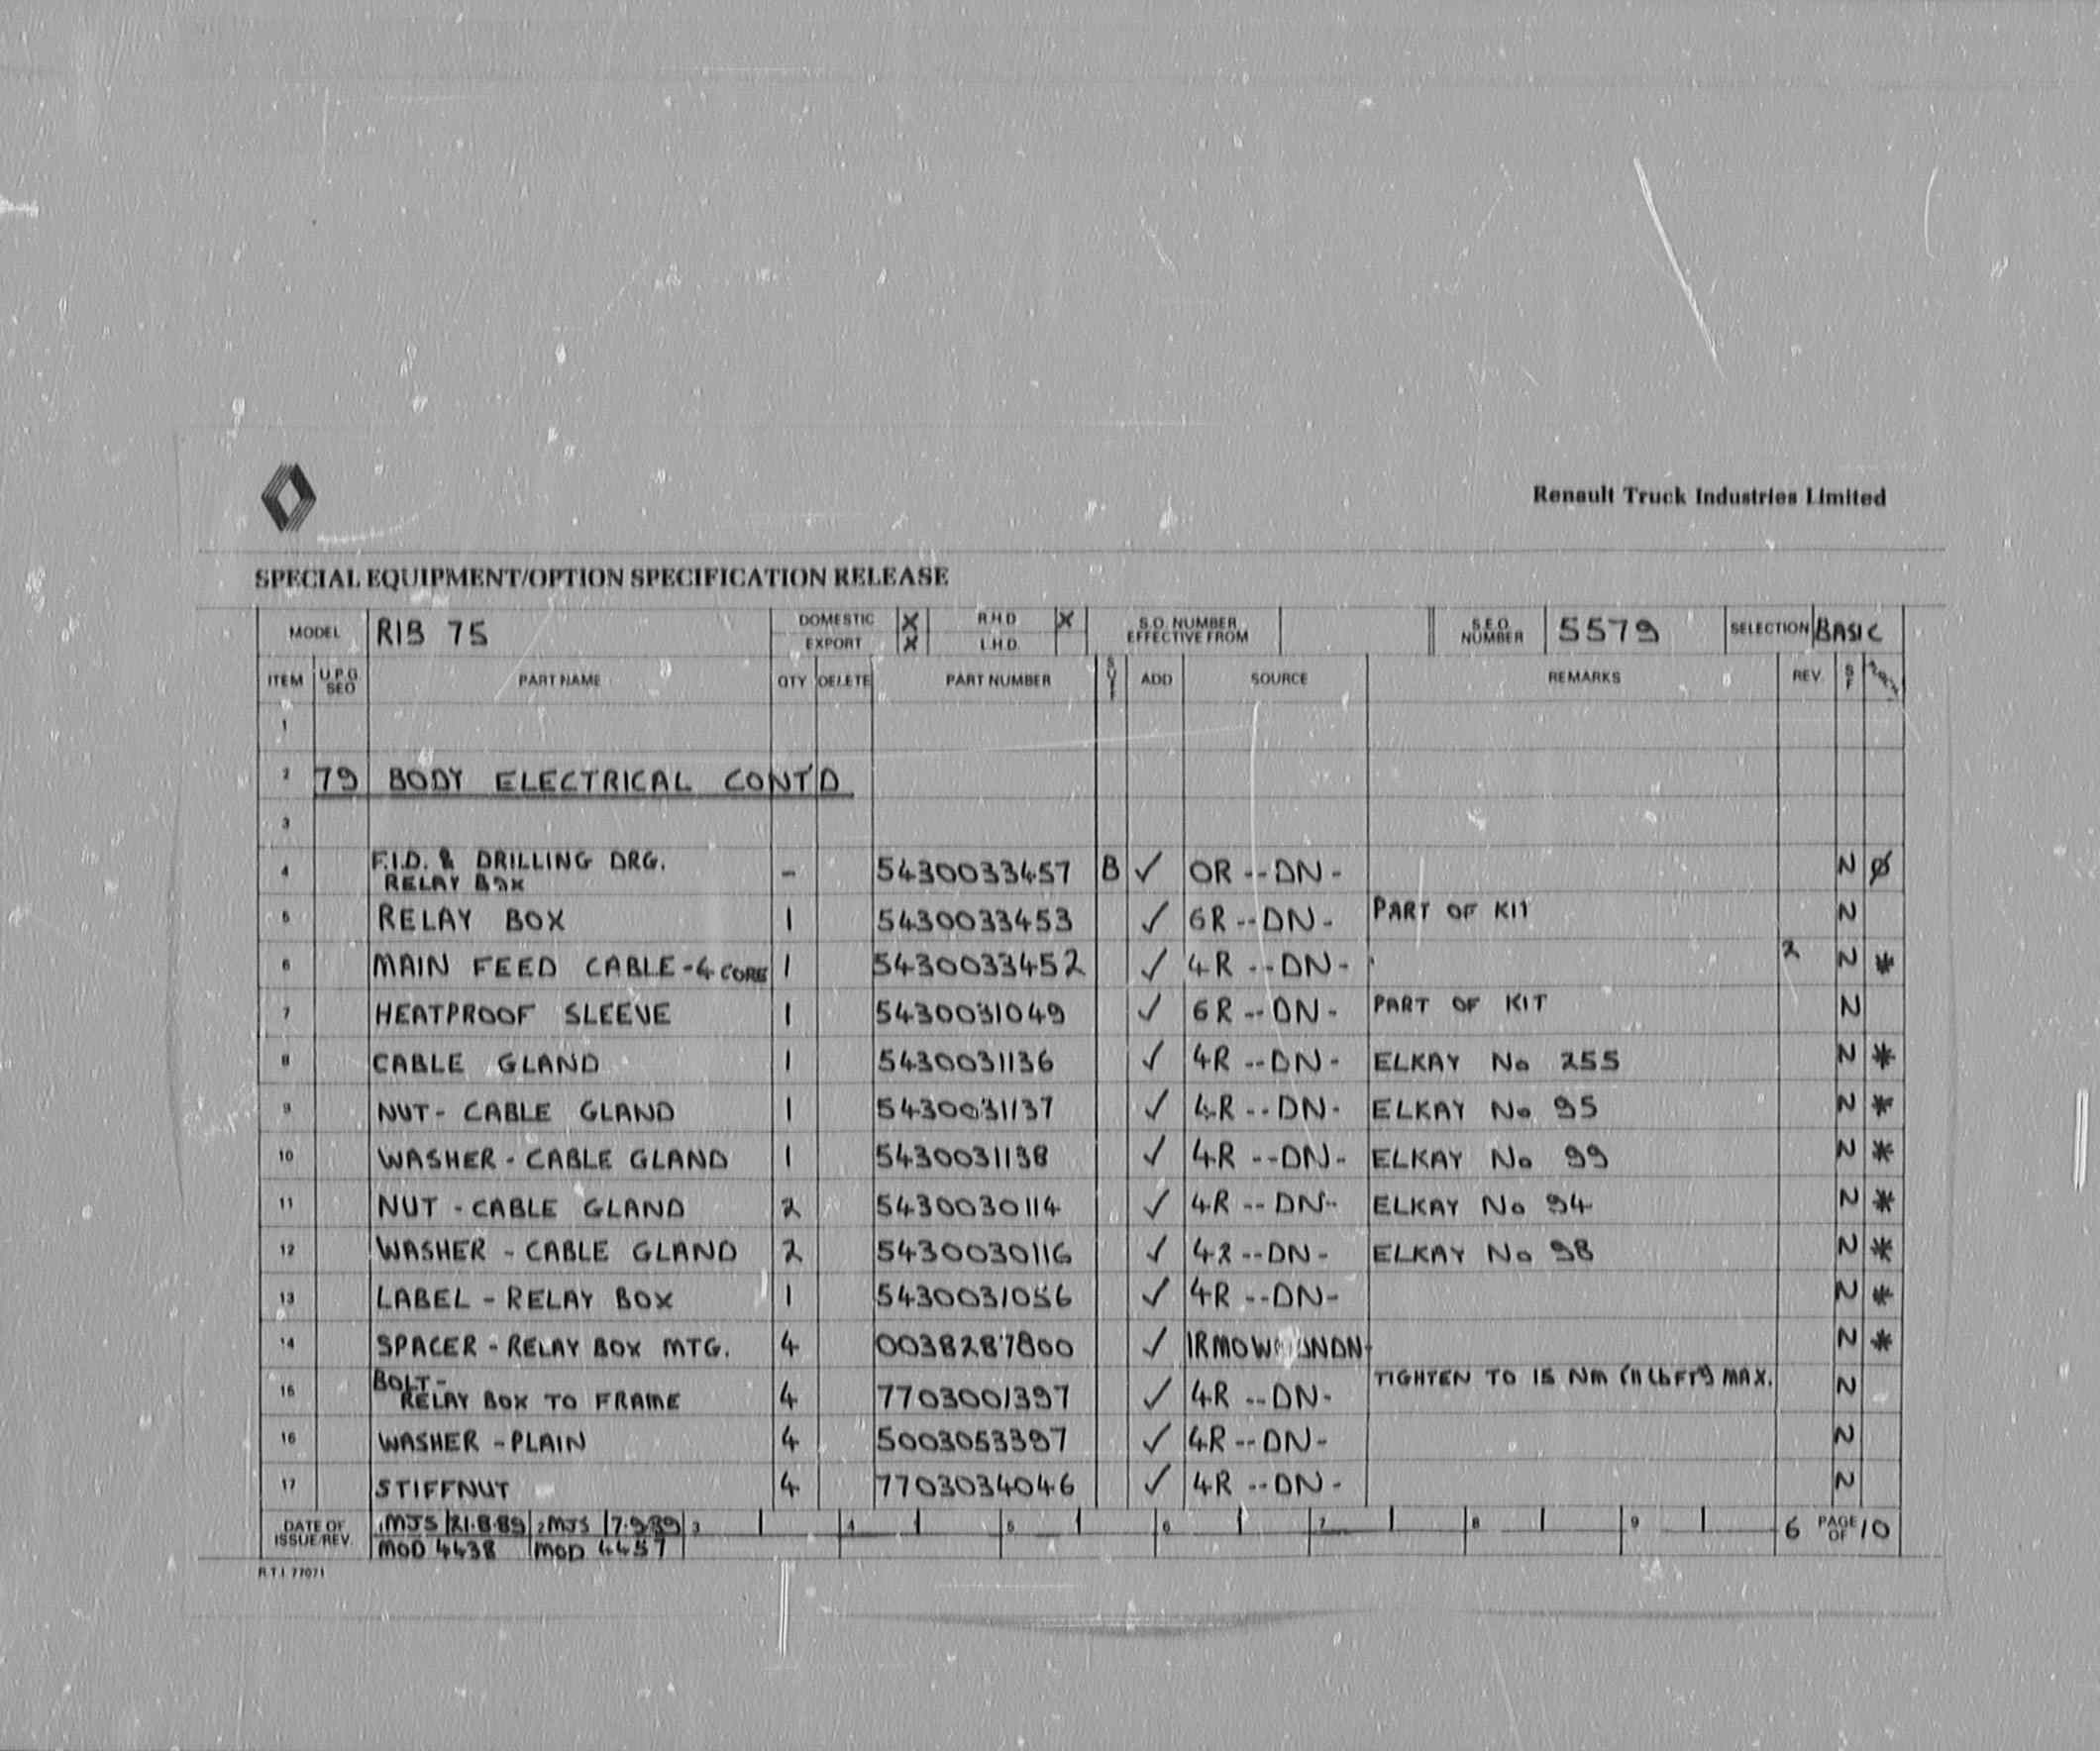 Renault Truck Industries Limited
SPECIAL EQUIPMENT/OPTION SPECIFICATION RELEASE
MODEL RIB 75 DOMESTIC X R.H.D X S.O. NUMBER EFFECTIVE FROM S.E.O. NUMBER 5579 SELECTION BASIC
EXPORT X L.H.D.
ITEM U.P.G SEO PART NAME QTY DELETE PART NUMBER ADD SOURCE REMARKS REV. S F
1
2 79 BODY ELECTRICAL CONT'D
3
4 F.I.D. & DRILLING DRG. RELAY BOX - 5430033457 B ✓ OR -- DN - N Ø
5 RELAY BOX 1 5430033453 ✓ 6R -- DN - PART OF KIT N
6 MAIN FEED CABLE - 4 CORE 1 5430033452 ✓ 4R -- DN - 2 N *
7 HEATPROOF SLEEVE 1 5430031049 ✓ 6R -- DN - PART OF KIT N
8 CABLE GLAND 1 5430031136 ✓ 4R -- DN - ELKAY No 255 N *
9 NUT - CABLE GLAND 1 5430031137 ✓ 4R -- DN - ELKAY No 95 N *
10 WASHER - CABLE GLAND 1 5430031138 ✓ 4R -- DN - ELKAY No 99 N *
11 NUT - CABLE GLAND 2 5430030114 ✓ 4R -- DN - ELKAY No 94 N *
12 WASHER - CABLE GLAND 2 5430030116 ✓ 4R -- DN - ELKAY No 98 N *
13 LABEL - RELAY BOX 1 5430031056 ✓ 4R -- DN - N *
14 SPACER - RELAY BOX MTG. 4 0038287800 ✓ N *
15 BOLT - RELAY BOX TO FRAME 4 7703001397 ✓ 4R -- DN - TIGHTEN TO 15 Nm (11 Lb FT) MAX. N
16 WASHER - PLAIN 4 5003053397 ✓ 4R -- DN - N
17 STIFFNUT 4 7703034046 ✓ 4R -- DN - N
DATE OF ISSUE/REV. 1 MJS 21.8.89 2 MJS 7.9.89 3 4 5 6 7 8 9 6 PAGE OF 10
MOD 4438 MOD 4457
R.T.I. 77071